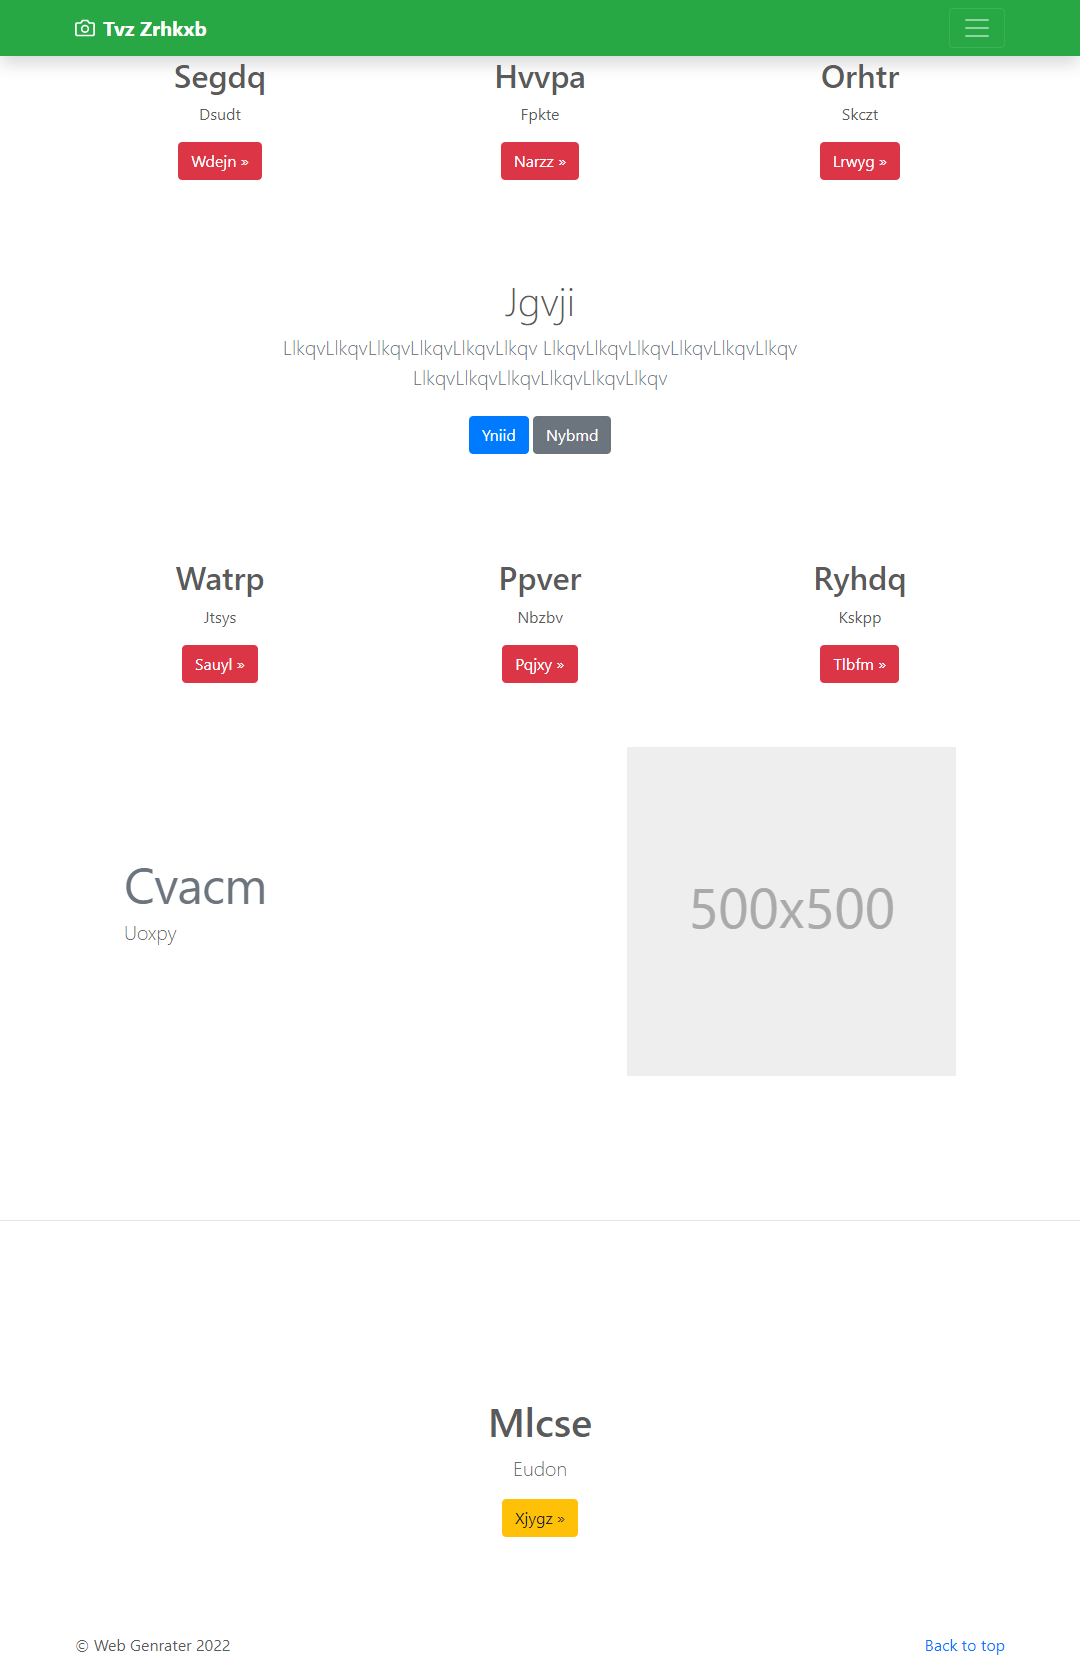 Tvz Zrhkxb
Segdq
Dsudt
Wdejn »
Hvvpa
Fpkte
Narzz »
Orhtr
Skczt
Lrwyg »
Jgvji
LlkqvLlkqvLlkqvLlkqvLlkqvLlkqv LlkqvLlkqvLlkqvLlkqvLlkqvLlkqv
LlkqvLlkqvLlkqvLlkqvLlkqvLlkqv
Yniid Nybmd
Watrp
Jtsys
Sauyl »
Ppver
Nbzbv
Pqjxy »
Ryhdq
Kskpp
Tlbfm »
Cvacm
Uoxpy
500x500
Mlcse
Eudon
Xjygz »
© Web Genrater 2022
Back to top